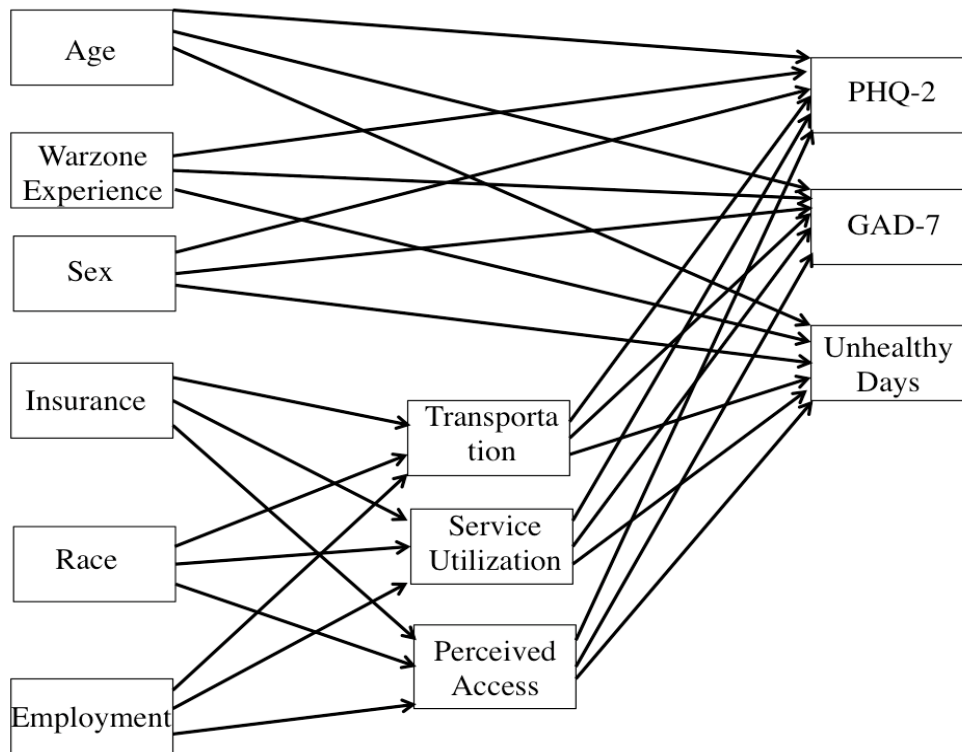 Age
Warzone
Experience
Sex
Insurance
Race
Employment
Transporta
tion
Service
Utilization
Perceived
Access
PHQ-2
GAD-7
Unhealthy
Days